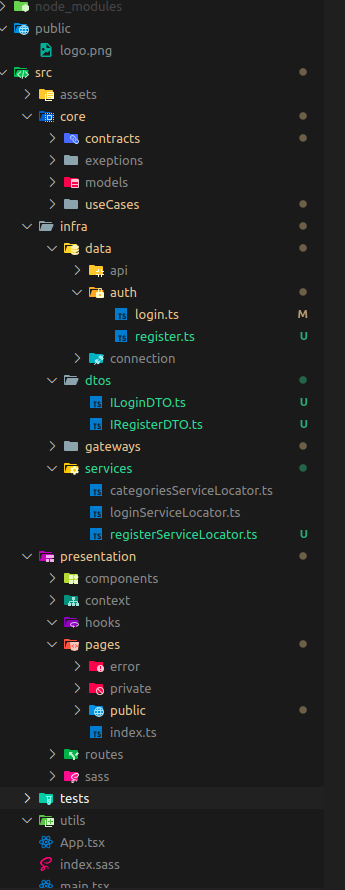 node_modules
public
logo.png
src
assets
core
contracts
exeptions
models
useCases
infra
data
api
auth
login.ts M
register.ts U
connection
dtos
ILoginDTO.ts U
IRegisterDTO.ts U
gateways
services
categoriesServiceLocator.ts
loginServiceLocator.ts
registerServiceLocator.ts U
presentation
components
context
hooks
pages
error
private
public
index.ts
routes
sass
tests
utils
App.tsx
index.sass
main.tsx